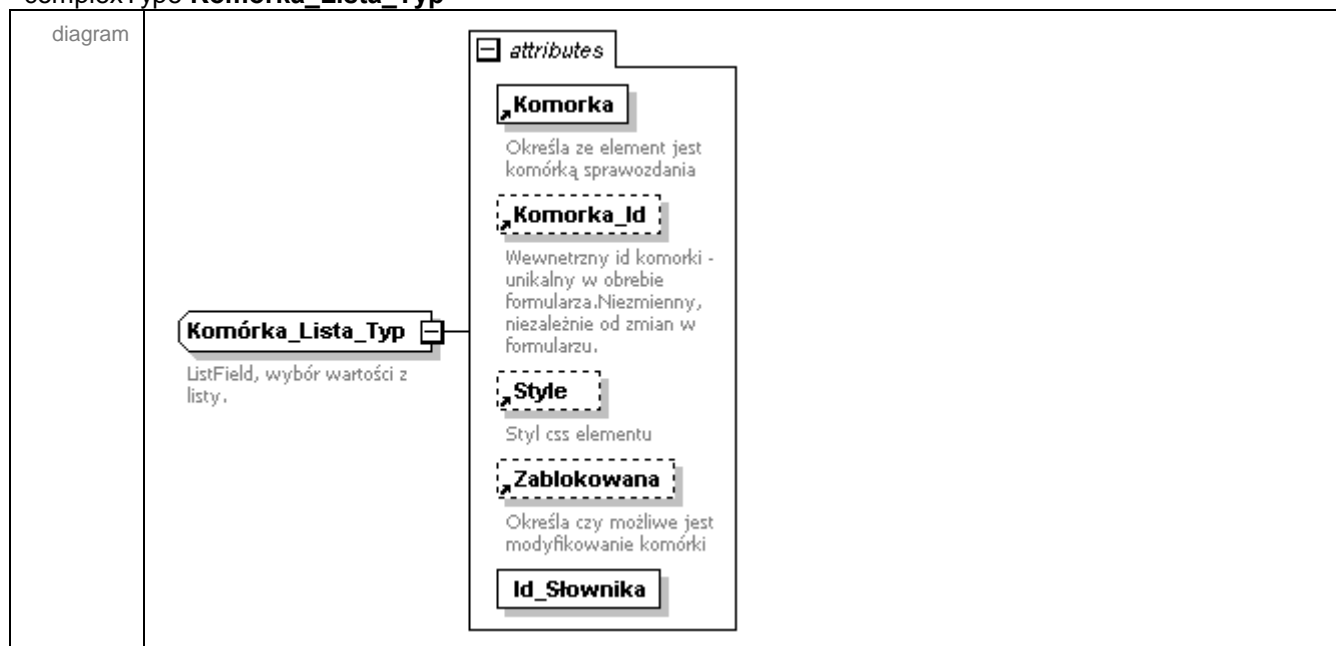 complexType Komórka_Lista_Typ
diagram
attributes
Komorka
Określa ze element jest
komórką sprawozdania
Komorka_Id
Wewnetrzny id komorki -
unikalny w obrebie
formularza.Niezmienny,
niezależnie od zmian w
formularzu.
Komórka_Lista_Typ
ListField, wybór wartości z
listy.
Style
Styl css elementu
Zablokowana
Określa czy możliwe jest
modyfikowanie komórki
Id_Słownika